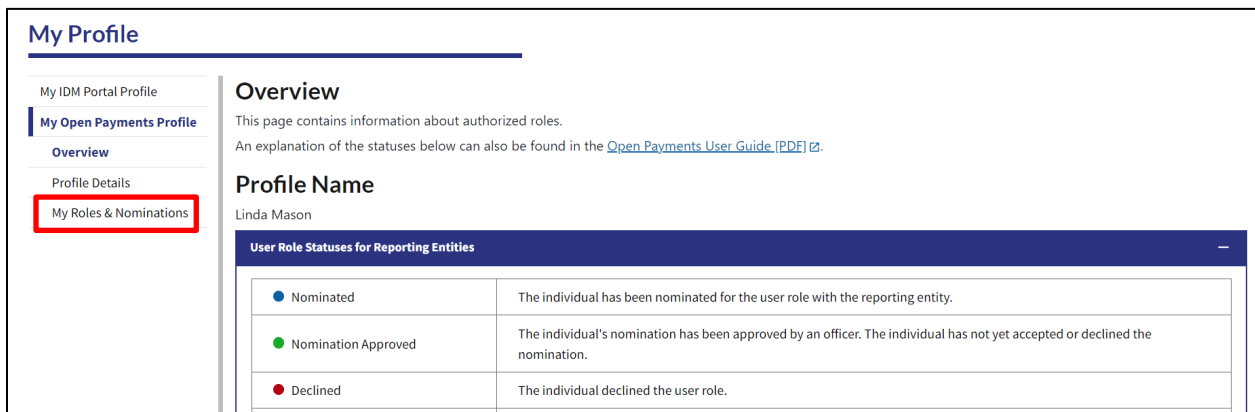 My Profile
My IDM Portal Profile
My Open Payments Profile
Overview
Profile Details
My Roles & Nominations
Overview
This page contains information about authorized roles.
An explanation of the statuses below can also be found in the Open Payments User Guide [PDF].
Profile Name
Linda Mason
User Role Statuses for Reporting Entities
Nominated
The individual has been nominated for the user role with the reporting entity.
Nomination Approved
The individual's nomination has been approved by an officer. The individual has not yet accepted or declined the
nomination.
Declined
The individual declined the user role.